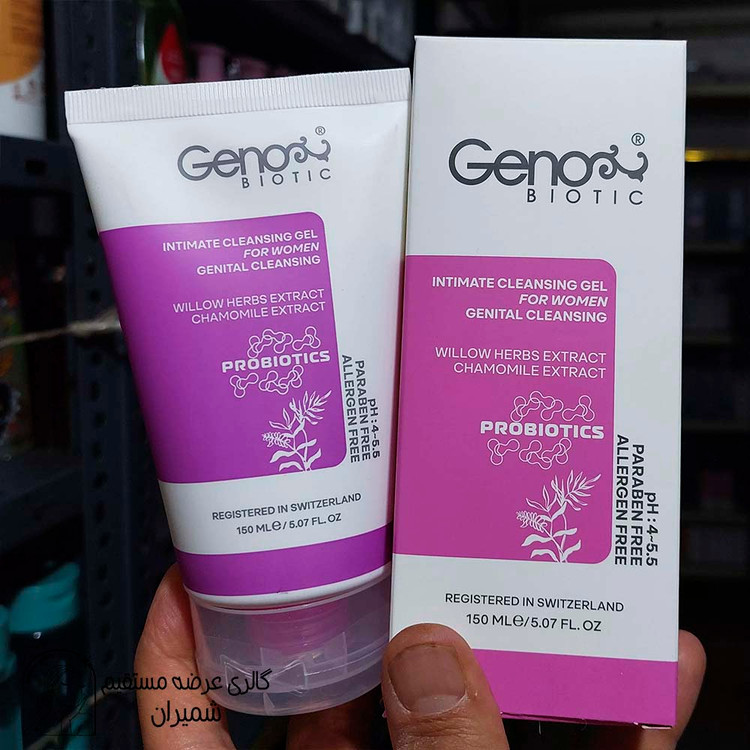 Geno
BIOTIC
®
INTIMATE CLEANSING GEL
FOR WOMEN
GENITAL CLEANSING
WILLOW HERBS EXTRACT
CHAMOMILE EXTRACT
PROBIOTICS
pH:4~5.5
PARABEN FREE
ALLERGEN FREE
REGISTERED IN SWITZERLAND
150 ML℮/5.07 FL. OZ
Geno
BIOTIC
®
INTIMATE CLEANSING GEL
FOR WOMEN
GENITAL CLEANSING
WILLOW HERBS EXTRACT
CHAMOMILE EXTRACT
PROBIOTICS
pH:4~5.5
PARABEN FREE
ALLERGEN FREE
REGISTERED IN SWITZERLAND
150 ML℮/5.07 FL. OZ
گالری عرضه مستقیم
شمیران